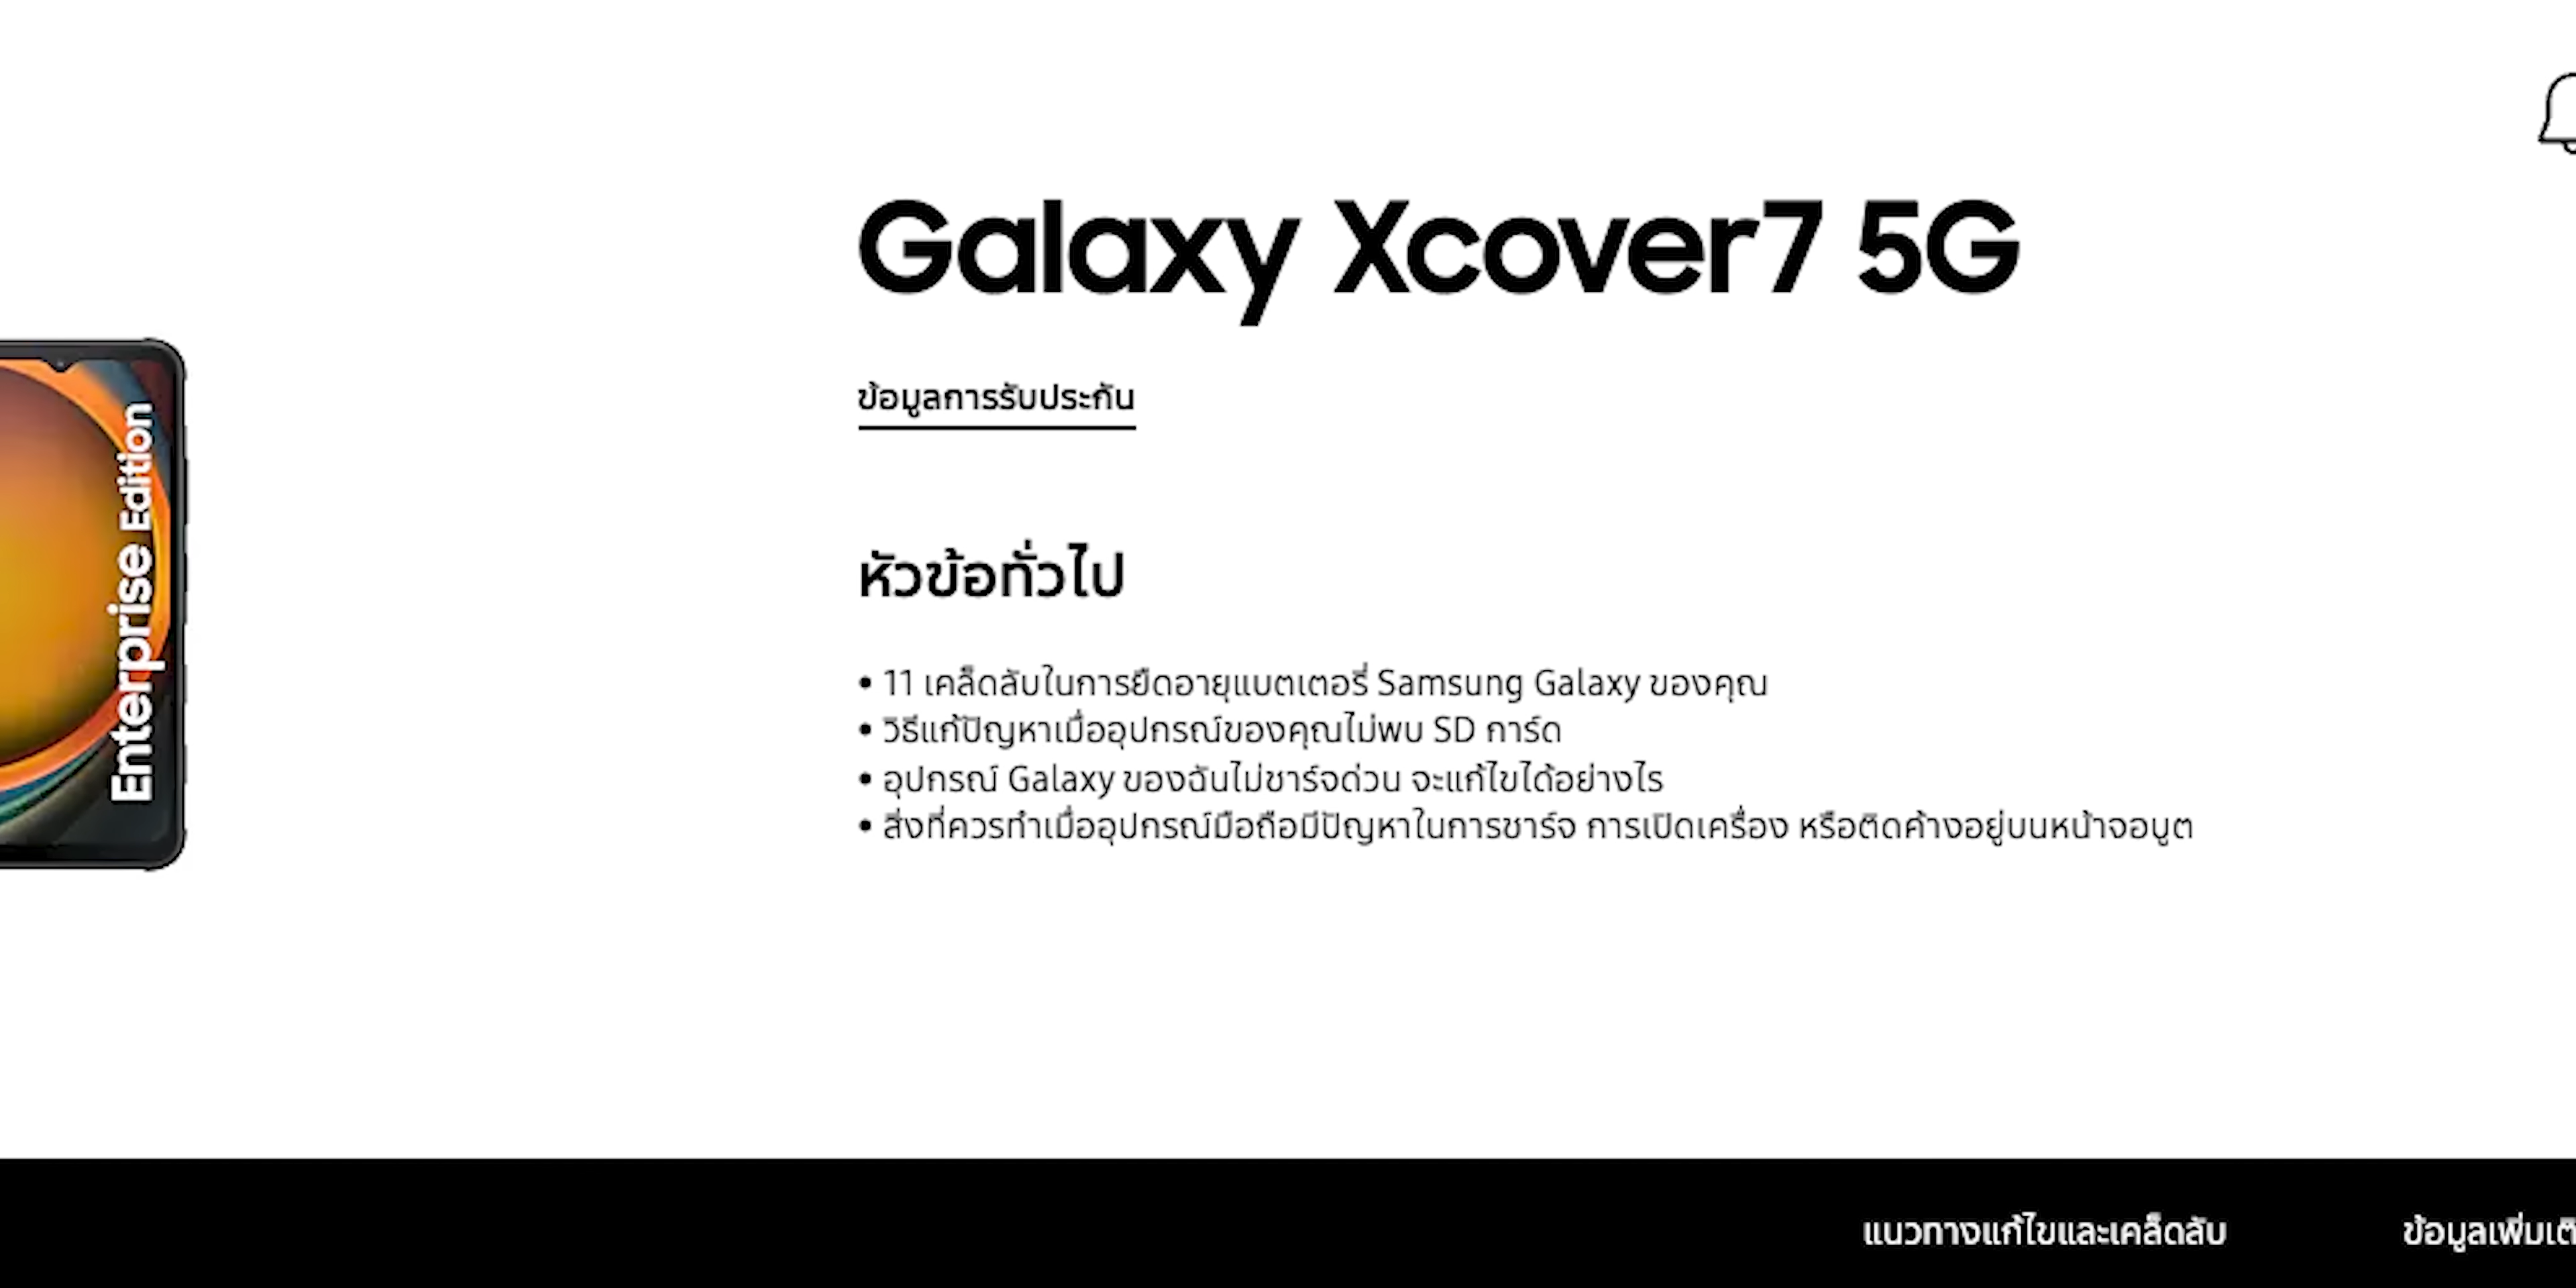 Galaxy Xcover7 5G
ข้อมูลการรับประกัน
Enterprise Edition
หัวข้อทั่วไป
• 11 เคล็ดลับในการยืดอายุแบตเตอรี่ Samsung Galaxy ของคุณ
• วิธีแก้ปัญหาเมื่ออุปกรณ์ของคุณไม่พบ SD การ์ด
• อุปกรณ์ Galaxy ของฉันไม่ชาร์จด่วน จะแก้ไขได้อย่างไร
• สิ่งที่ควรทำเมื่ออุปกรณ์มือถือมีปัญหาในการชาร์จ การเปิดเครื่อง หรือติดค้างอยู่บนหน้าจอบูต
แนวทางแก้ไขและเคล็ดลับ